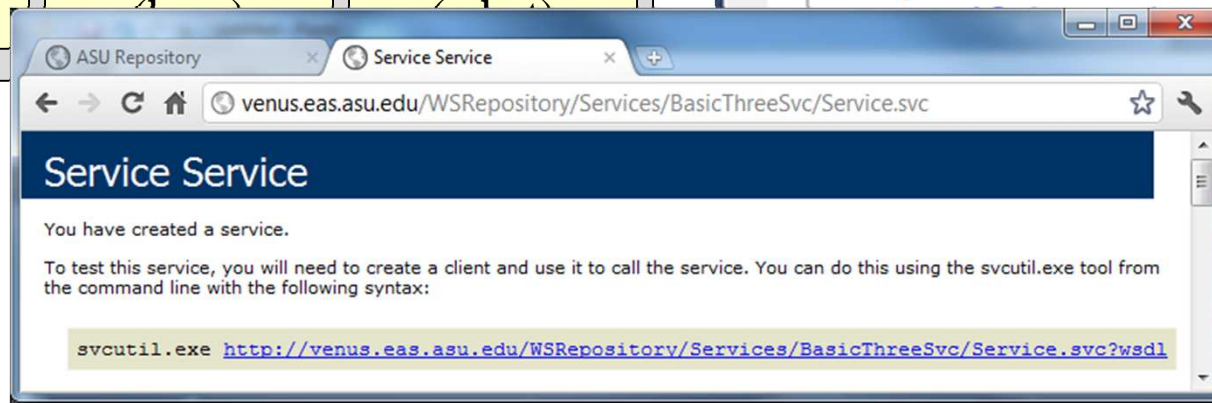 ASU Repository
Service Service
venus.eas.asu.edu/WSRepository/Services/BasicThreeSvc/Service.svc
Service Service
You have created a service.
To test this service, you will need to create a client and use it to call the service. You can do this using the svcutil.exe tool from
the command line with the following syntax:
svcutil.exe http://venus.eas.asu.edu/WSRepository/Services/BasicThreeSvc/Service.svc?wsdl